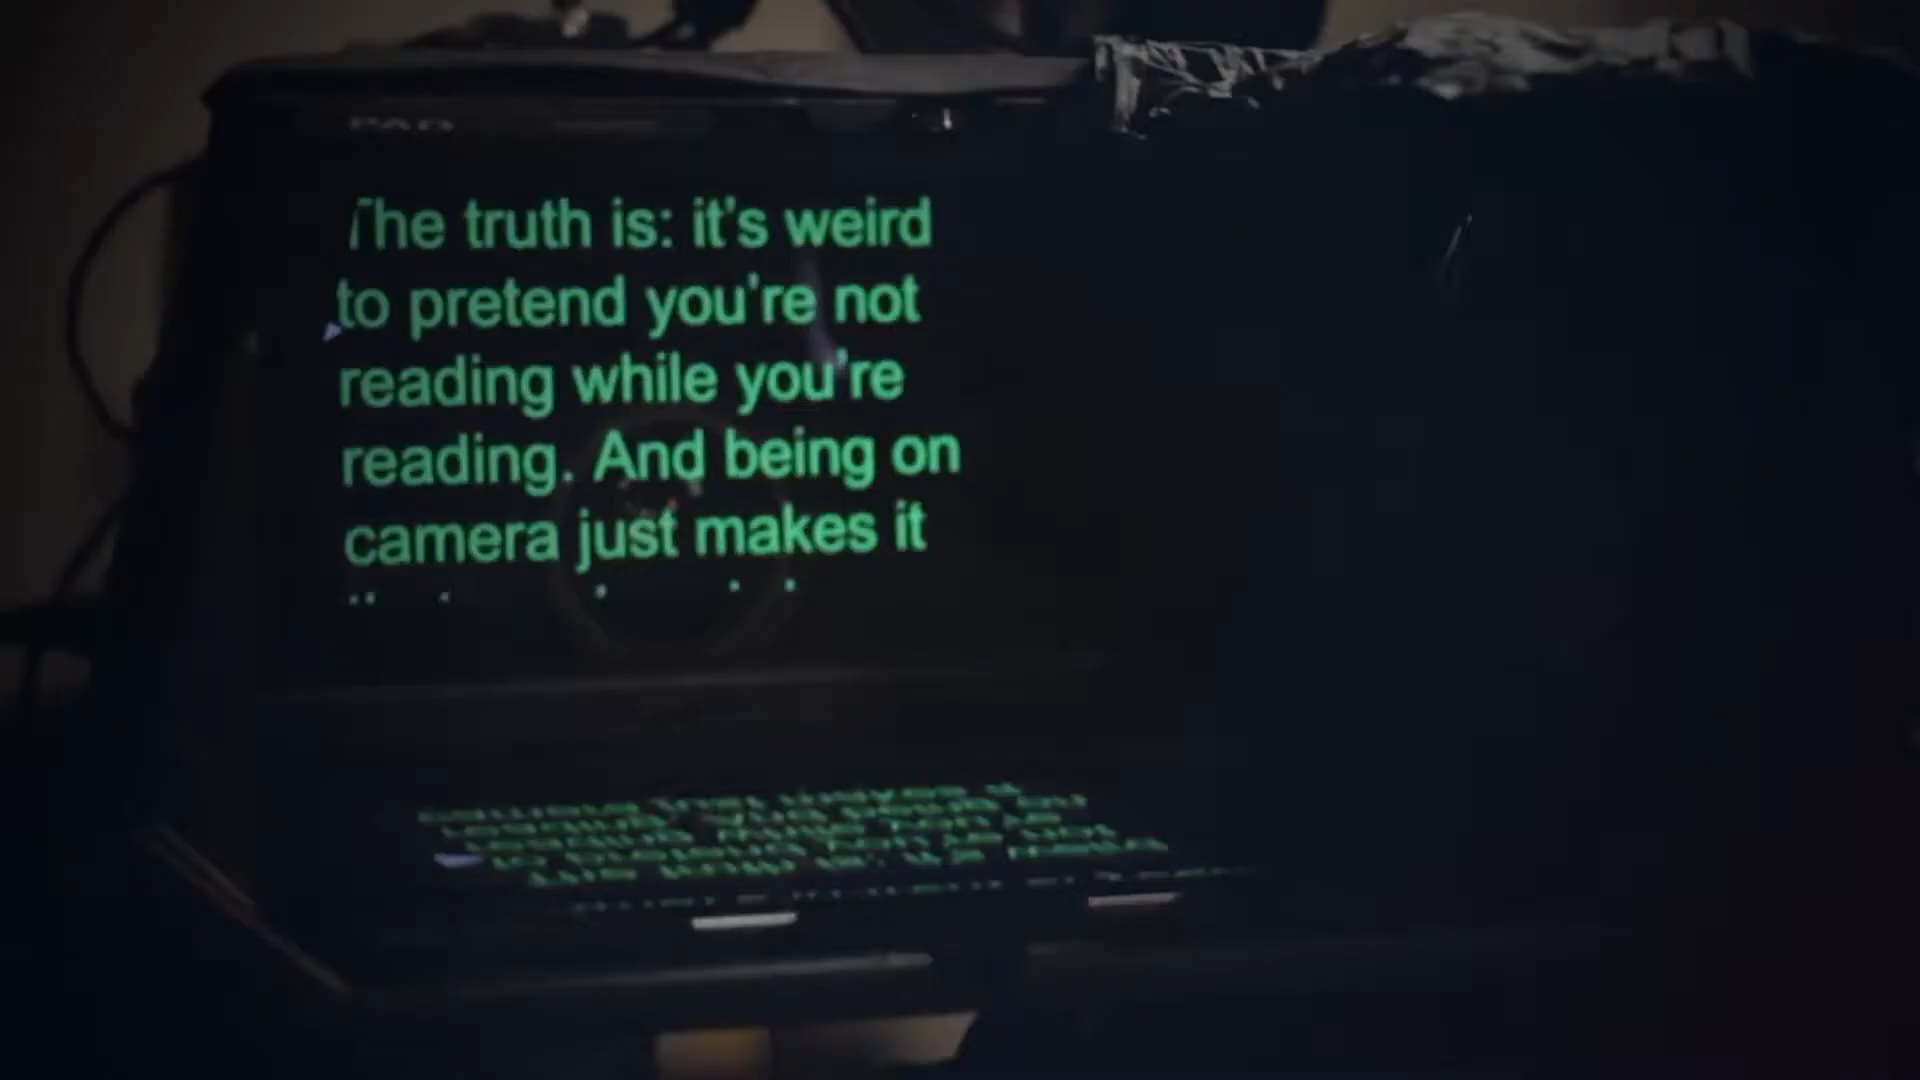 The truth is: it's weird
to pretend you're not
reading while you're
reading. And being on
camera just makes it